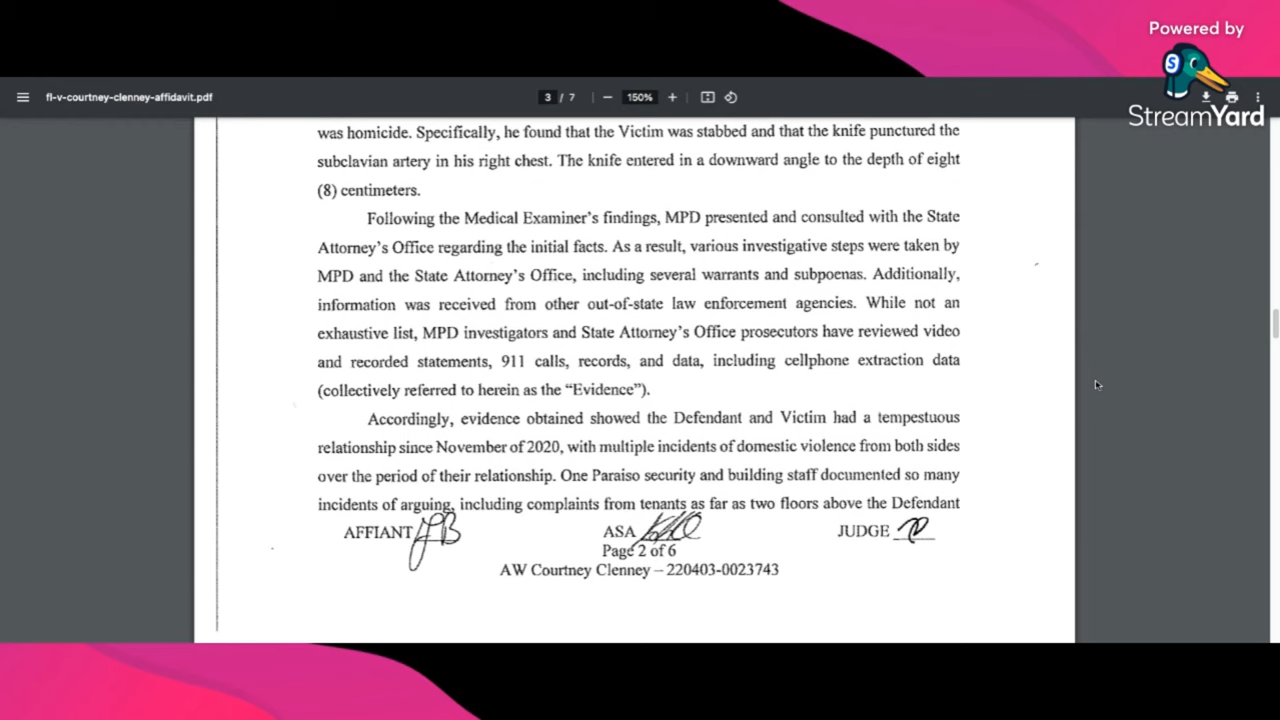 Powered by
StreamYard
fl-v-courtney-clenney-affidavit.pdf
3 / 7
150%
was homicide. Specifically, he found that the Victim was stabbed and that the knife punctured the
subclavian artery in his right chest. The knife entered in a downward angle to the depth of eight
(8) centimeters.
Following the Medical Examiner's findings, MPD presented and consulted with the State
Attorney's Office regarding the initial facts. As a result, various investigative steps were taken by
MPD and the State Attorney's Office, including several warrants and subpoenas. Additionally,
information was received from other out-of-state law enforcement agencies. While not an
exhaustive list, MPD investigators and State Attorney's Office prosecutors have reviewed video
and recorded statements, 911 calls, records, and data, including cellphone extraction data
(collectively referred to herein as the "Evidence").
Accordingly, evidence obtained showed the Defendant and Victim had a tempestuous
relationship since November of 2020, with multiple incidents of domestic violence from both sides
over the period of their relationship. One Paraiso security and building staff documented so many
incidents of arguing, including complaints from tenants as far as two floors above the Defendant
AFFIANT ASA JUDGE
Page 2 of 6
AW Courtney Clenney – 220403-0023743